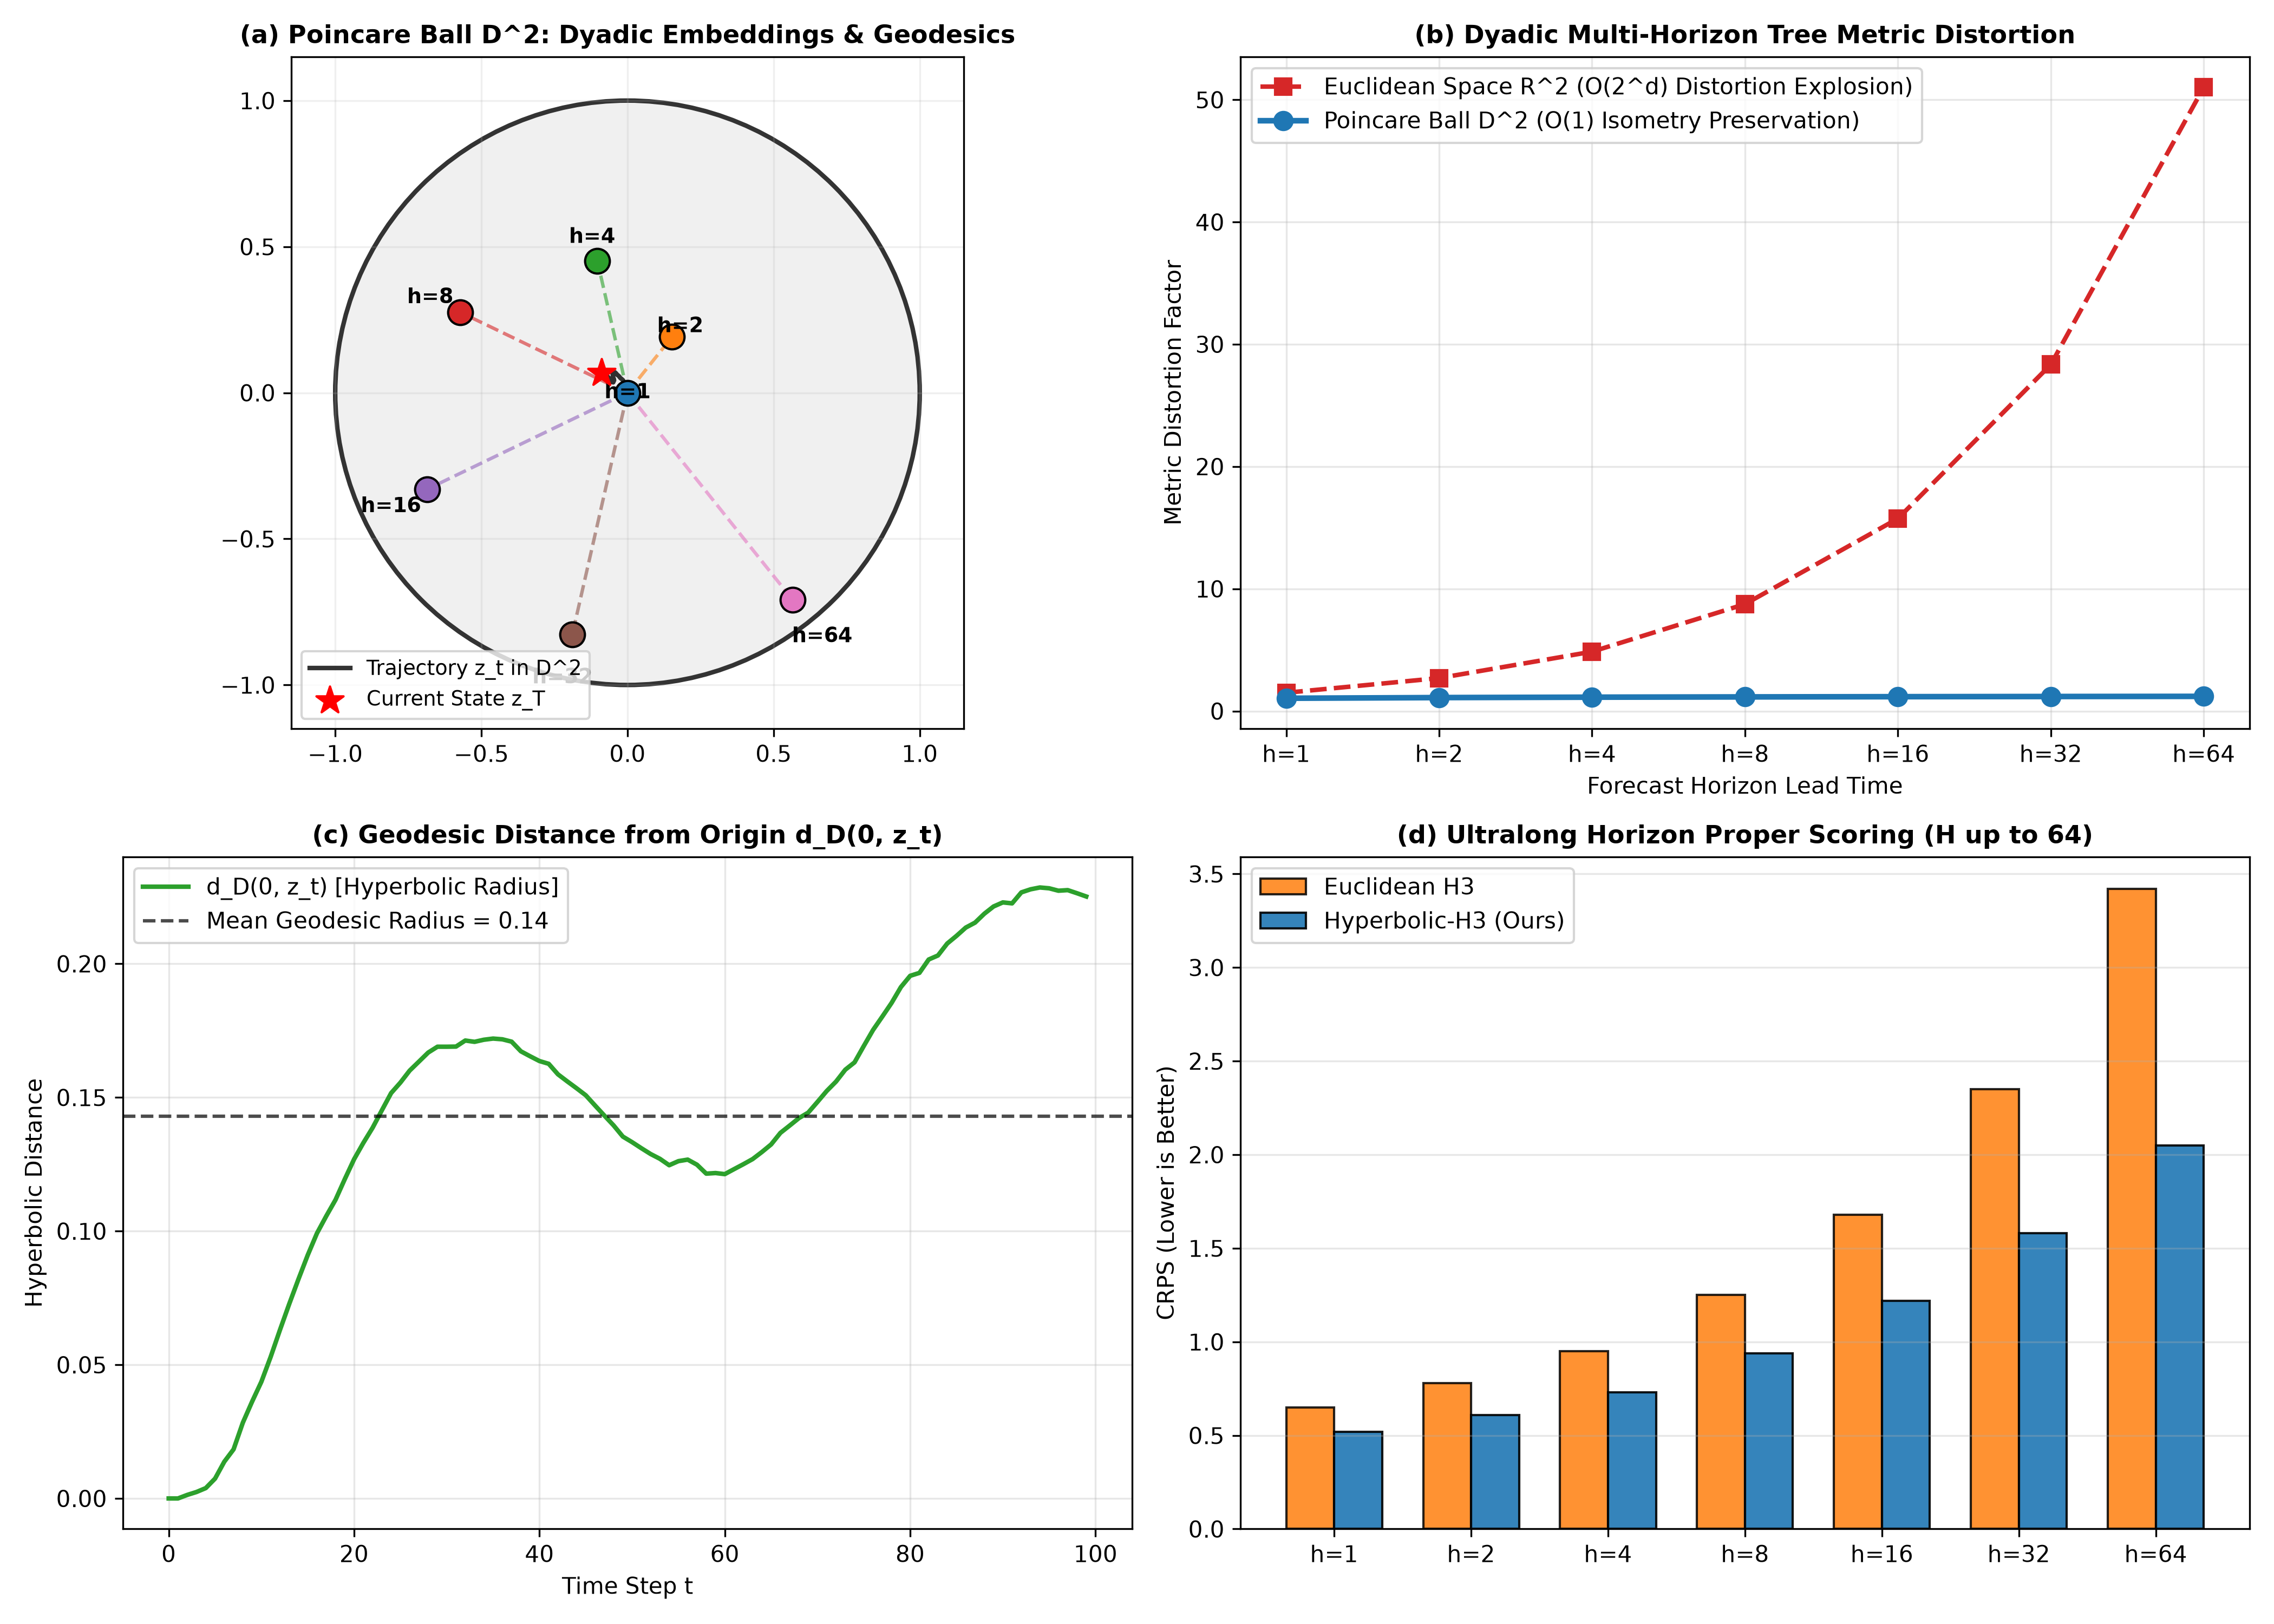 (a) Poincare Ball D^2: Dyadic Embeddings & Geodesics
1.0
0.5
0.0
−0.5
−1.0
h=4
h=8
h=2
h=1
h=16
h=64
h=32
Trajectory z_t in D^2
Current State z_T
−1.0
−0.5
0.0
0.5
1.0
(b) Dyadic Multi-Horizon Tree Metric Distortion
Euclidean Space R^2 (O(2^d) Distortion Explosion)
Poincare Ball D^2 (O(1) Isometry Preservation)
Metric Distortion Factor
50
40
30
20
10
0
h=1
h=2
h=4
h=8
h=16
h=32
h=64
Forecast Horizon Lead Time
(c) Geodesic Distance from Origin d_D(0, z_t)
d_D(0, z_t) [Hyperbolic Radius]
Mean Geodesic Radius = 0.14
Hyperbolic Distance
0.20
0.15
0.10
0.05
0.00
0
20
40
60
80
100
Time Step t
(d) Ultralong Horizon Proper Scoring (H up to 64)
Euclidean H3
Hyperbolic-H3 (Ours)
CRPS (Lower is Better)
3.5
3.0
2.5
2.0
1.5
1.0
0.5
0.0
h=1
h=2
h=4
h=8
h=16
h=32
h=64